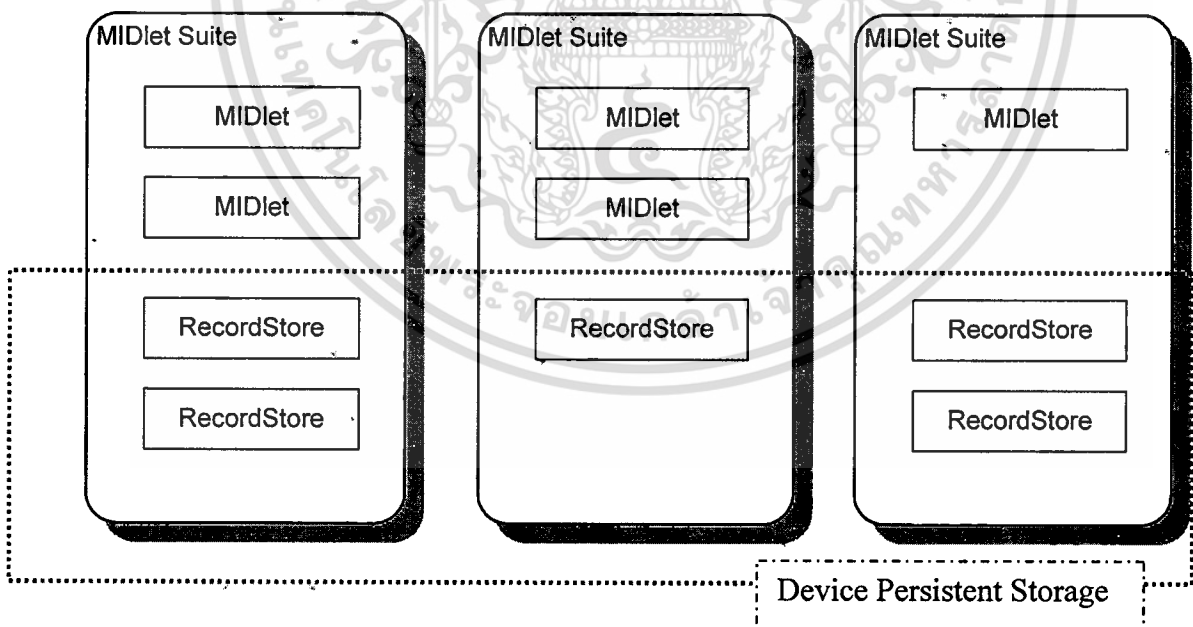 MIDlet Suite
MIDlet
MIDlet
RecordStore
RecordStore
MIDlet Suite
MIDlet
MIDlet
RecordStore
MIDlet Suite
MIDlet
RecordStore
RecordStore
Device Persistent Storage